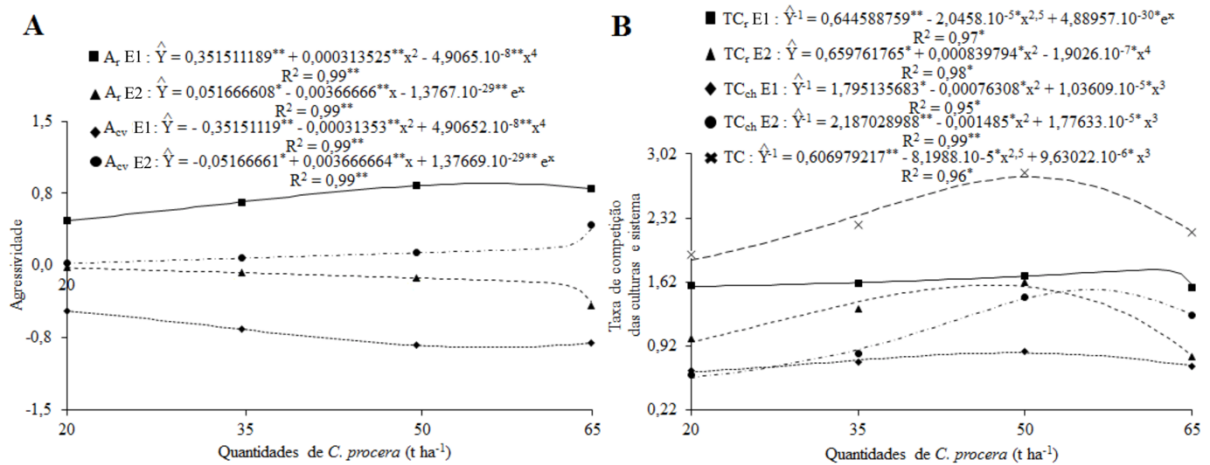 A
A_r E1 : Ŷ = 0,351511189** + 0,000313525**x² - 4,9065.10⁻⁸**x⁴
R² = 0,99**
A_r E2 : Ŷ = 0,051666608* - 0,00366666**x - 1,3767.10⁻²⁹** eˣ
R² = 0,99**
A_cv E1 : Ŷ = - 0,35151119** - 0,00031353**x² + 4,90652.10⁻⁸**x⁴
R² = 0,99**
A_cv E2 : Ŷ = -0,05166661* + 0,003666664**x + 1,37669.10⁻²⁹** eˣ
R² = 0,99**
Agressividade
1,5
0,8
0,0
-0,8
-1,5
20
20
35
50
65
Quantidades de C. procera (t ha⁻¹)
B
TC_r E1 : Ŷ⁻¹ = 0,644588759** - 2,0458.10⁻⁵*x²,⁵ + 4,88957.10⁻³⁰*eˣ
R² = 0,97*
TC_r E2 : Ŷ = 0,659761765* + 0,000839794*x² - 1,9026.10⁻⁷*x⁴
R² = 0,98*
TC_ch E1 : Ŷ⁻¹ = 1,795135683* - 0,00076308*x² + 1,03609.10⁻⁵*x³
R² = 0,95*
TC_ch E2 : Ŷ⁻¹ = 2,187028988** - 0,001485*x² + 1,77633.10⁻⁵* x³
R² = 0,99**
TC : Ŷ⁻¹ = 0,606979217** - 8,1988.10-⁵*x²,⁵ + 9,63022.10⁻⁶* x³
R² = 0,96*
Taxa de competição
das culturas e sistema
3,02
2,32
1,62
0,92
0,22
20
35
50
65
Quantidades de C. procera (t ha⁻¹)